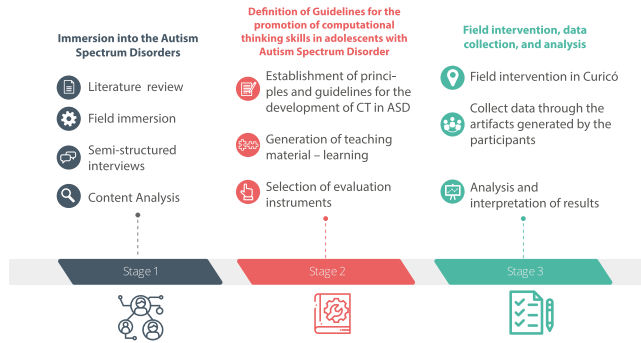 Immersion into the Autism
Spectrum Disorders
Literature review
Field immersion
Semi-structured
interviews
Content Analysis
Stage 1
Definition of Guidelines for the
promotion of computational
thinking skills in adolescents with
Autism Spectrum Disorder
Establishment of princi-
ples and guidelines for the
development of CT in ASD
Generation of teaching
material – learning
Selection of evaluation
instruments
Stage 2
Field intervention, data
collection, and analysis
Field intervention in Curicó
Collect data through the
artifacts generated by the
participants
Analysis and
interpretation of results
Stage 3